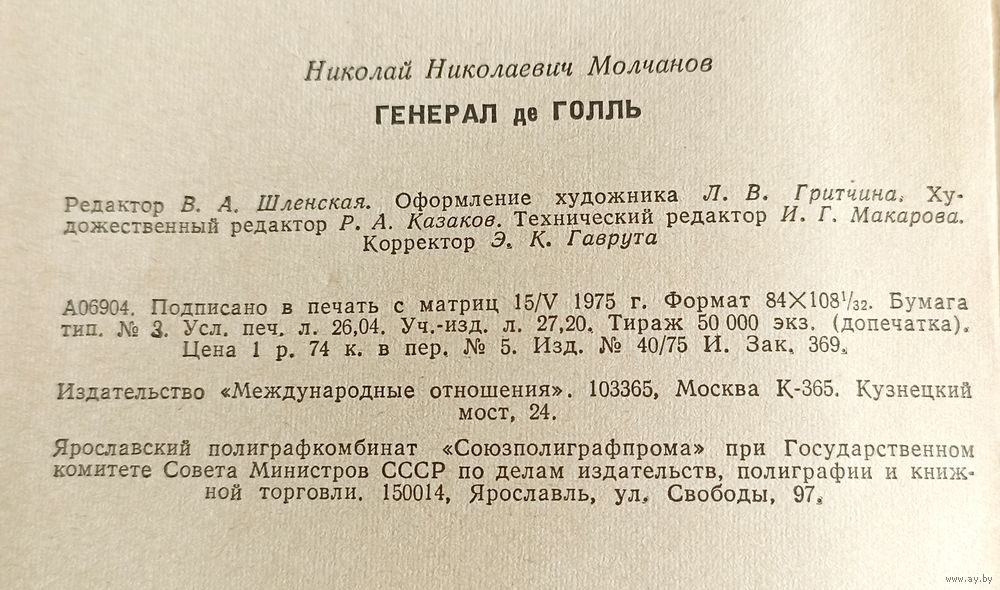 Николай Николаевич Молчанов
ГЕНЕРАЛ де ГОЛЛЬ
Редактор В. А. Шленская. Оформление художника Л. В. Гритчина. Ху-
дожественный редактор Р. А. Казаков. Технический редактор И. Г. Макарова.
Корректор Э. К. Гаврута
А06904. Подписано в печать с матриц 15/V 1975 г. Формат 84×108¹/₃₂. Бумага
тип. № 3. Усл. печ. л. 26,04. Уч.-изд. л. 27,20. Тираж 50 000 экз. (допечатка).
Цена 1 р. 74 к. в пер. № 5. Изд. № 40/75 И. Зак. 369.
Издательство «Международные отношения». 103365, Москва К-365. Кузнецкий
мост, 24.
Ярославский полиграфкомбинат «Союзполиграфпрома» при Государственном
комитете Совета Министров СССР по делам издательств, полиграфии и книж-
ной торговли. 150014, Ярославль, ул. Свободы, 97.
www.ay.by